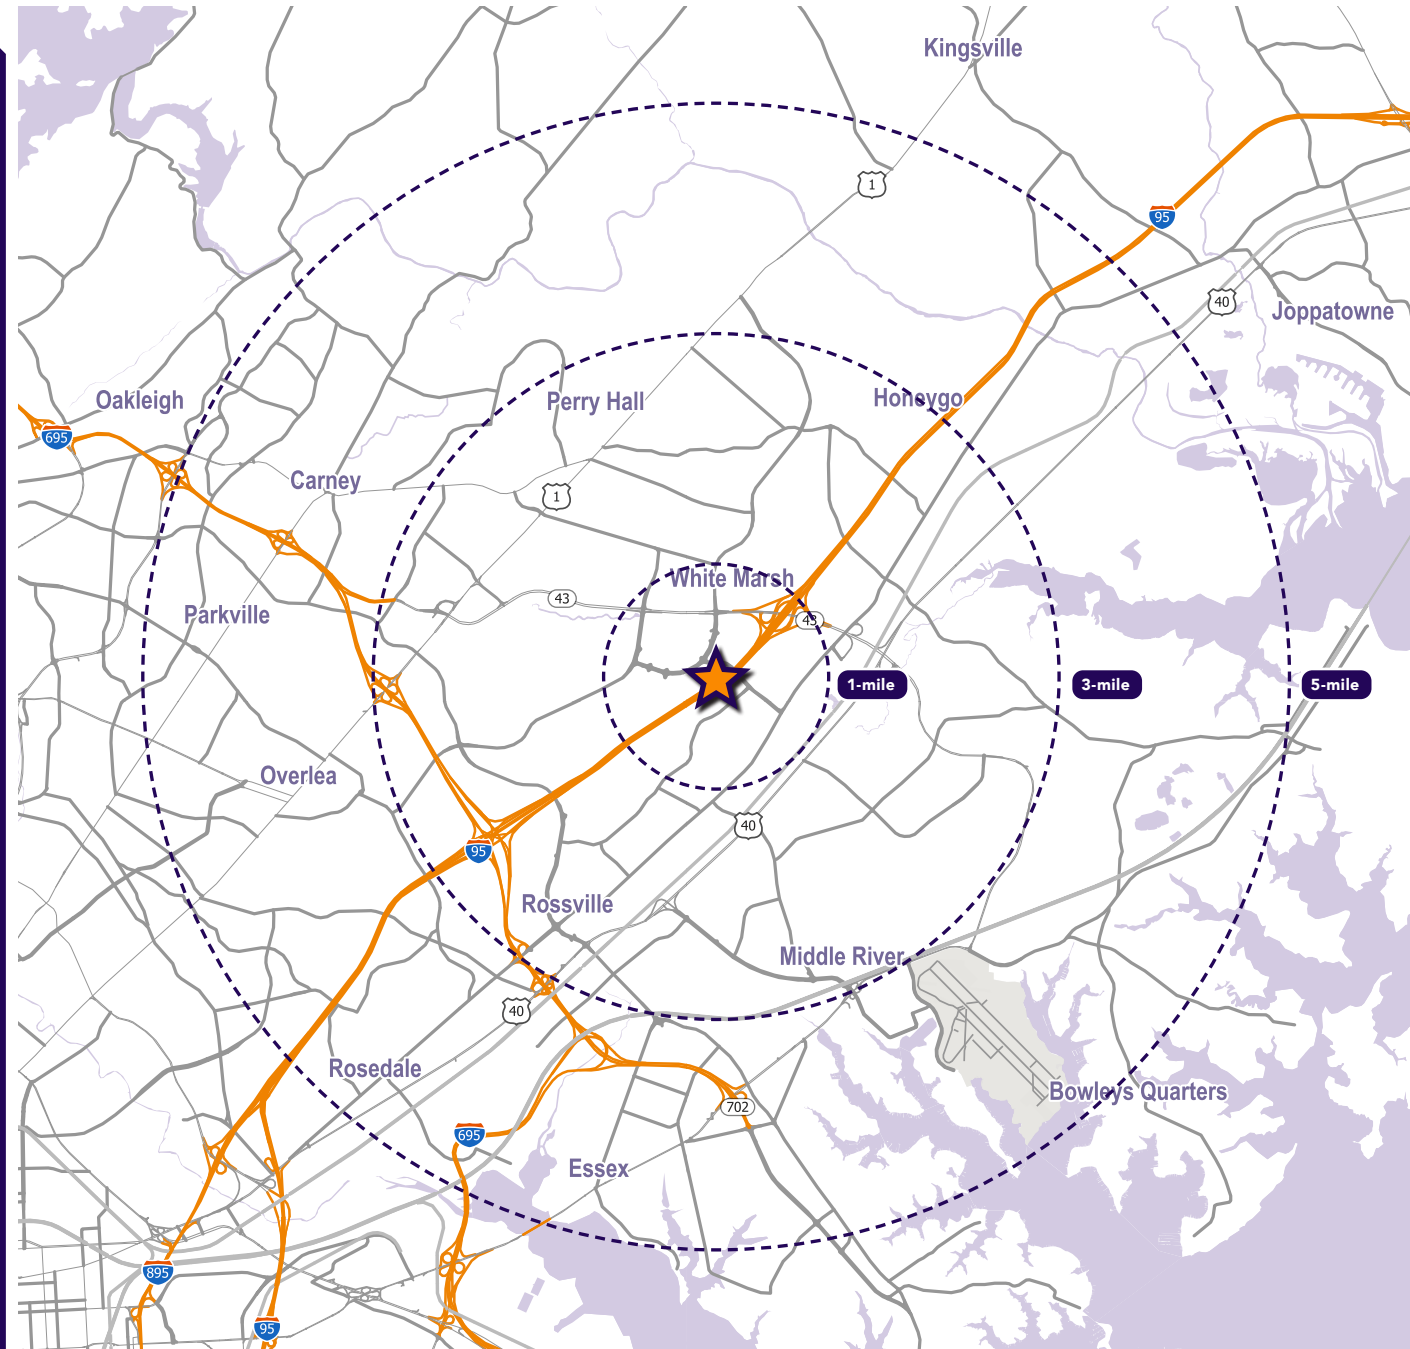 Kingsville
1
95
40
Joppatowne
Oakleigh
Perry Hall
Honeygo
695
Carney
1
White Marsh
43
43
Parkville
1-mile
3-mile
5-mile
Overlea
40
95
Rossville
Middle River
40
Rosedale
Bowleys Quarters
702
695
Essex
895
95